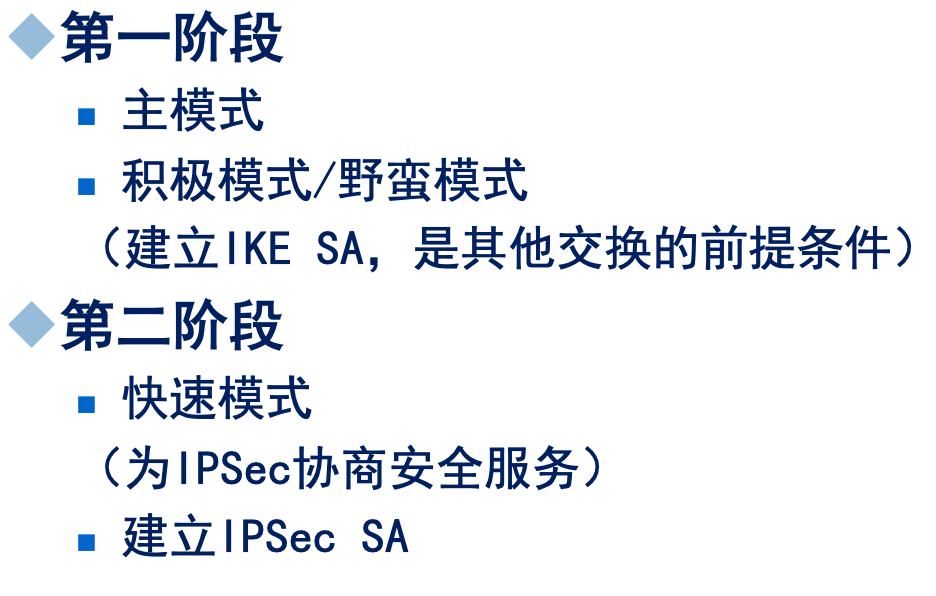 第一阶段
主模式
积极模式/野蛮模式
（建立IKE SA，是其他交换的前提条件）
第二阶段
快速模式
（为IPSec协商安全服务）
建立IPSec SA